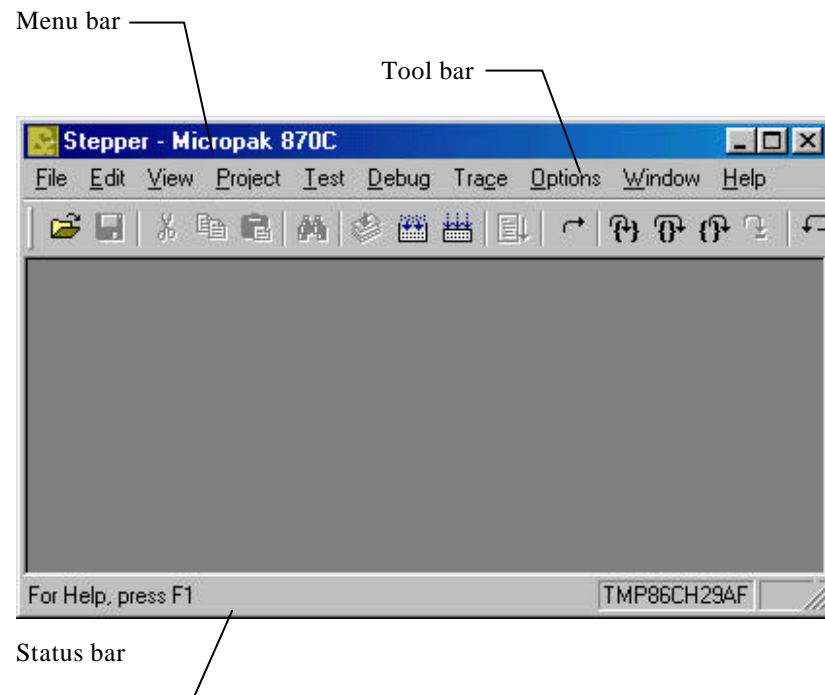 Menu bar
Tool bar
Stepper - Micropak 870C
File Edit View Project Test Debug Trace Options Window Help
For Help, press F1 TMP86CH29AF
Status bar